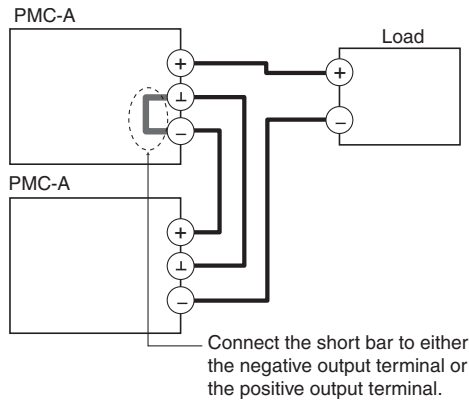 PMC-A
Load
+
⊥
−
+
−
PMC-A
+
⊥
−
Connect the short bar to either
the negative output terminal or
the positive output terminal.